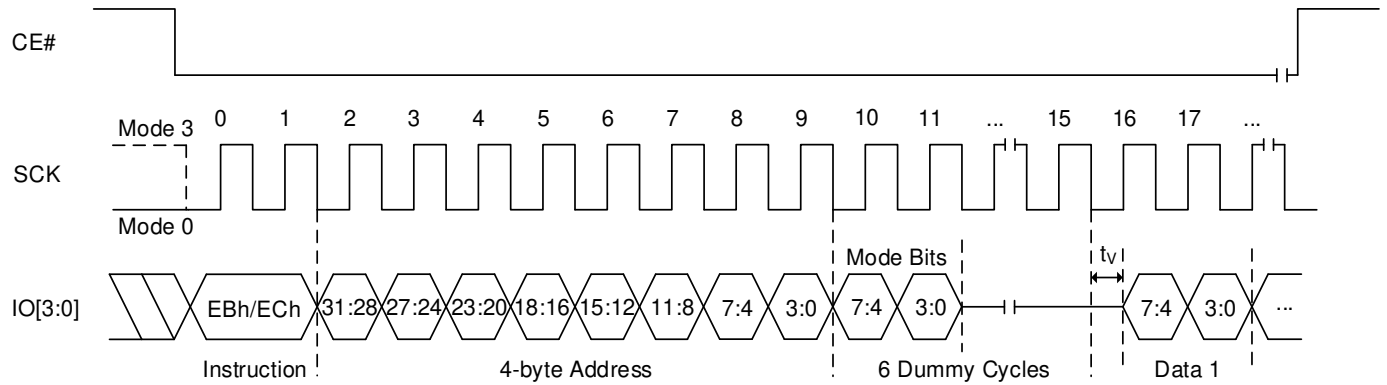 CE#
Mode 3 0 1 2 3 4 5 6 7 8 9 10 11 ... 15 16 17 ...
SCK
Mode 0
Mode Bits tV
IO[3:0] EBh/ECh 31:28 27:24 23:20 18:16 15:12 11:8 7:4 3:0 7:4 3:0 7:4 3:0 ...
Instruction 4-byte Address 6 Dummy Cycles Data 1